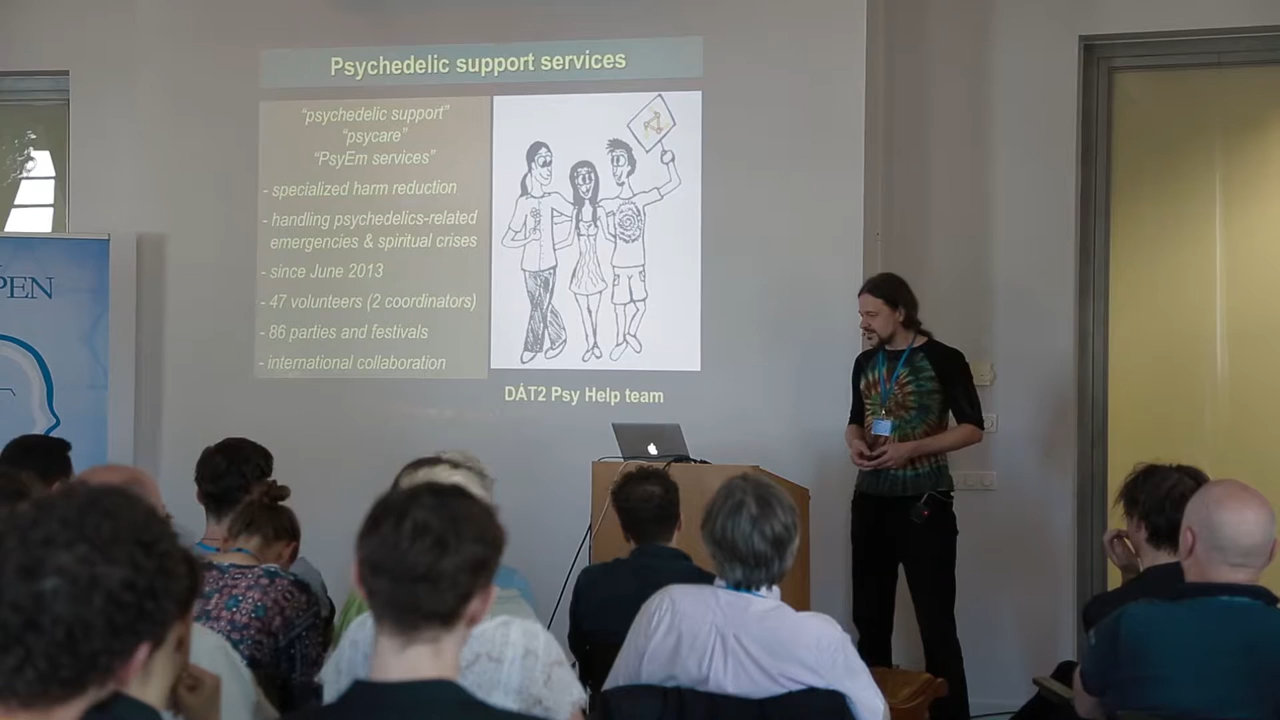 Psychedelic support services
“psychedelic support”
“psycare”
“PsyEm services”
- specialized harm reduction
- handling psychedelics-related
emergencies & spiritual crises
- since June 2013
- 47 volunteers (2 coordinators)
- 86 parties and festivals
- international collaboration
DÁT2 Psy Help team
PEN